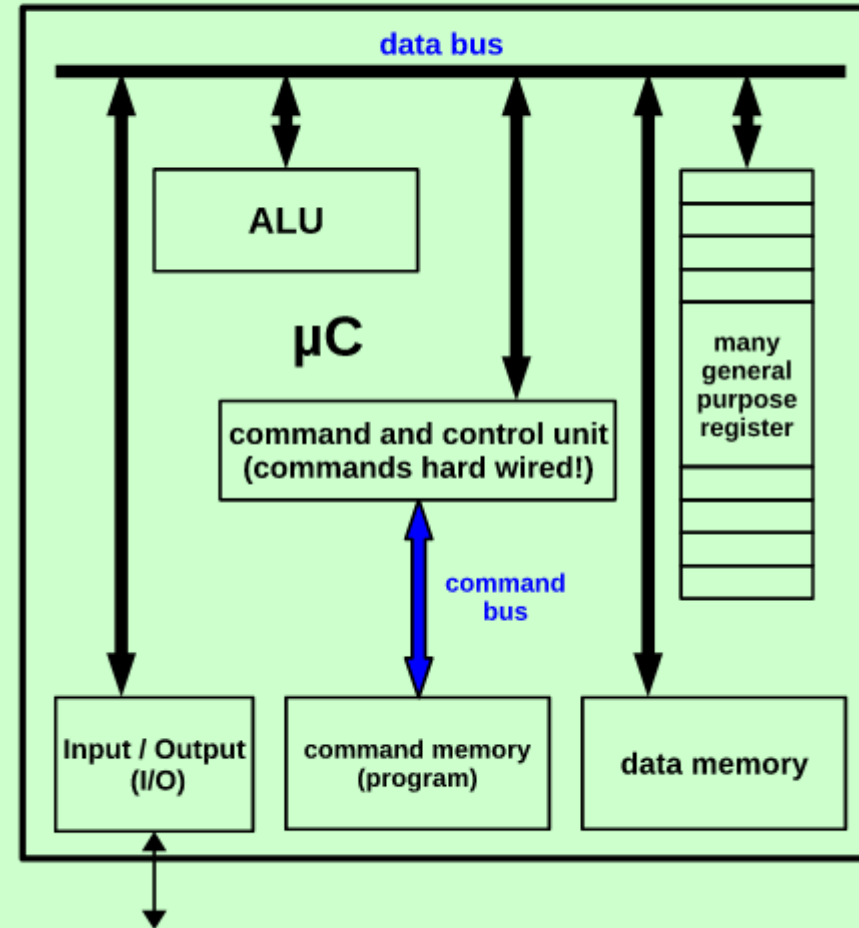 data bus
ALU
µC
many
general
purpose
register
command and control unit
(commands hard wired!)
command
bus
Input / Output
(I/O)
command memory
(program)
data memory